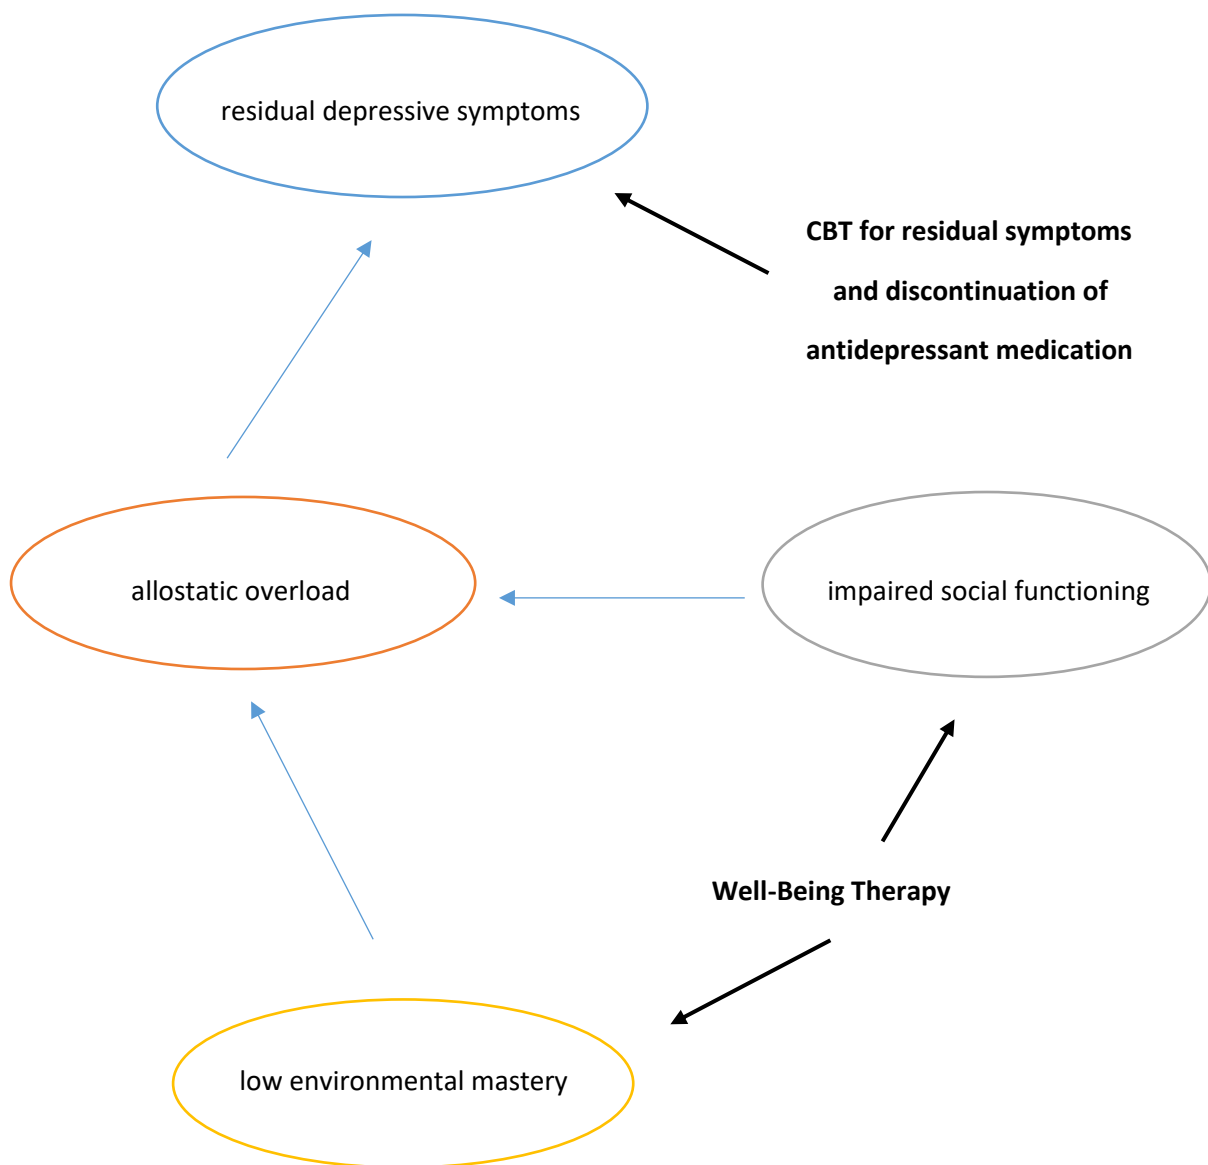 residual depressive symptoms
CBT for residual symptoms
and discontinuation of
antidepressant medication
allostatic overload
impaired social functioning
Well-Being Therapy
low environmental mastery